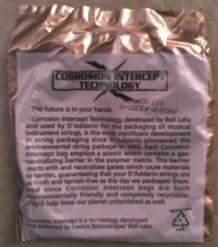 CORROSION INTERCEPT
TECHNOLOGY
The future is in your hands.
Corrosion Intercept Technology, developed by Bell Labs
and used by D'Addario for the packaging of musical
instrument strings, is the most significant development
in string packaging since D'Addario pioneered the
environmental string package in 1993. Each Corrosion
Intercept bag employs a plastic which contains a gas
neutralizing barrier in the polymer matrix. This barrier
reacts with and neutralizes gases which cause materials
to tarnish, guaranteeing that your D'Addario strings are
as fresh and tarnish free as the day we packaged them.
And since Corrosion Intercept bags are both
environmentally friendly and completely recyclable,
they'll help keep our planet untarnished as well.
Corrosion Intercept is a technology developed
and patented by Lucent Technologies' Bell Labs.